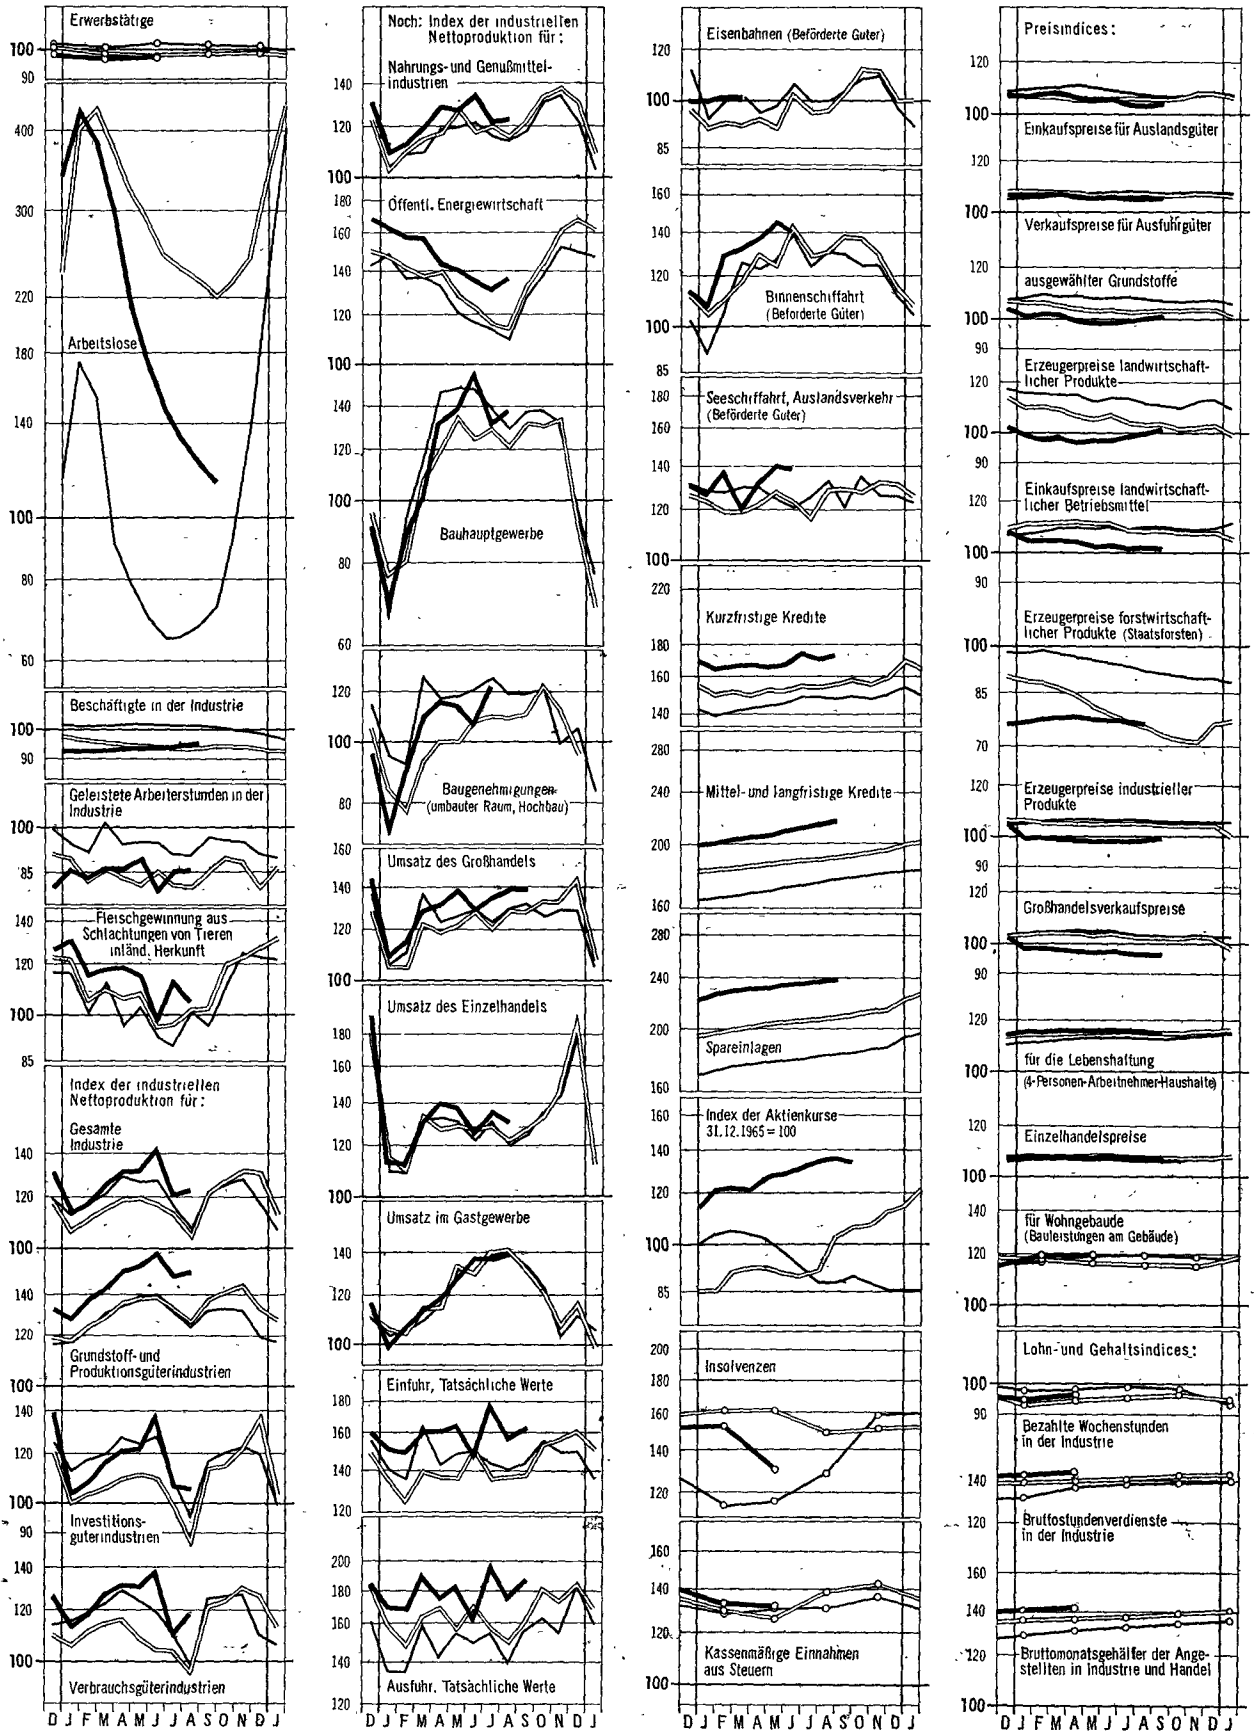 Erwerbstätige
100
90
400
300
220
180
Arbeitslose
140
100
80
60
Beschäftigte in der Industrie
100
90
Geleistete Arbeiterstunden in der
Industrie
100
85
140
Fleischgewinnung aus
Schlachtungen von Tieren
inländ. Herkunft
120
100
85
Index der industriellen
Nettoproduktion für:
Gesamte
Industrie
140
120
100
140
120
Grundstoff- und
Produktionsgüterindustrien
100
140
120
100
Investitions-
güterindustrien
90
140
120
100
Verbrauchsgüterindustrien
D J F M A M J J A S O N D J
Noch: Index der industriellen
Nettoproduktion für:
Nahrungs- und Genußmittel-
industrien
140
120
100
180
Öffentl. Energiewirtschaft
160
140
120
100
140
120
100
Bauhauptgewerbe
80
60
120
100
Baugenehmigungen
(umbauter Raum, Hochbau)
80
160
Umsatz des Großhandels
140
120
100
Umsatz des Einzelhandels
180
160
140
120
100
Umsatz im Gastgewerbe
140
120
100
Einfuhr, Tatsächliche Werte
180
160
140
120
200
180
160
140
Ausfuhr, Tatsächliche Werte
120
D J F M A M J J A S O N D J
Eisenbahnen (Beförderte Güter)
120
100
85
160
140
120
Binnenschiffahrt
(Beförderte Güter)
100
85
180
Seeschiffahrt, Auslandsverkehr
(Beförderte Güter)
160
140
120
100
220
Kurzfristige Kredite
180
160
140
280
240
Mittel- und langfristige Kredite
200
160
280
240
200
Spareinlagen
160
160
Index der Aktienkurse
31.12.1965 = 100
140
120
100
85
200
Insolvenzen
180
160
140
120
160
140
120
Kassenmäßige Einnahmen
aus Steuern
100
D J F M A M J J A S O N D J
Preisindices:
120
100
Einkaufspreise für Auslandsgüter
120
100
Verkaufspreise für Ausfuhrgüter
120
ausgewählter Grundstoffe
100
90
Erzeugerpreise landwirtschaft-
licher Produkte
120
100
90
Einkaufspreise landwirtschaft-
licher Betriebsmittel
120
100
90
Erzeugerpreise forstwirtschaft-
licher Produkte (Staatsforsten)
100
85
70
120
Erzeugerpreise industrieller
Produkte
100
90
120
Großhandelsverkaufspreise
100
90
120
für die Lebenshaltung
100
(4-Personen-Arbeitnehmer-Haushalte)
120
Einzelhandelspreise
100
140
für Wohngebäude
(Bauleistungen am Gebäude)
120
100
Lohn- und Gehaltsindices:
100
90
Bezahlte Wochenstunden
in der Industrie
140
120
Bruttostundenverdienste
in der Industrie
160
140
120
Bruttomonatsgehälter der Ange-
stellten in Industrie und Handel
100
D J F M A M J J A S O N D J